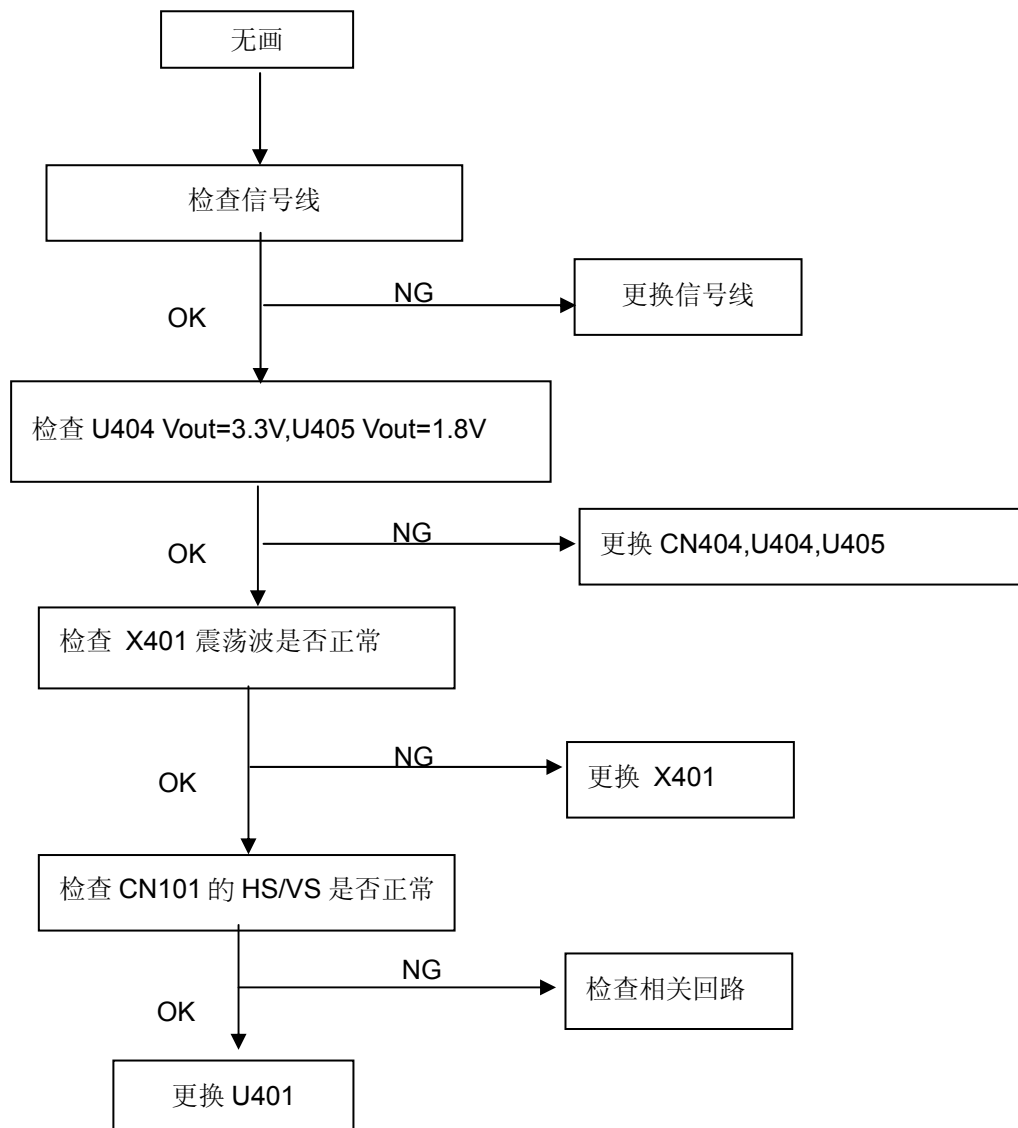 无画
检查信号线
NG
更换信号线
OK
检查 U404 Vout=3.3V,U405 Vout=1.8V
NG
更换 CN404,U404,U405
OK
检查 X401 震荡波是否正常
NG
更换 X401
OK
检查 CN101 的 HS/VS 是否正常
NG
检查相关回路
OK
更换 U401